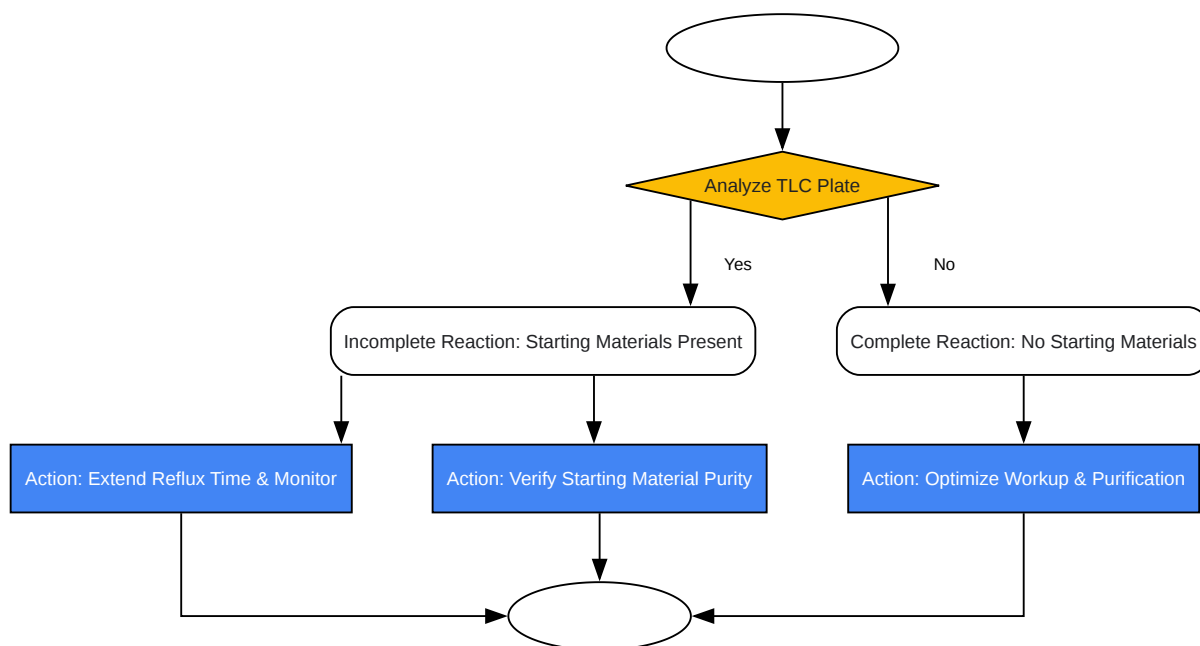 Analyze TLC Plate
Yes
No
Incomplete Reaction: Starting Materials Present
Complete Reaction: No Starting Materials
Action: Extend Reflux Time & Monitor
Action: Verify Starting Material Purity
Action: Optimize Workup & Purification